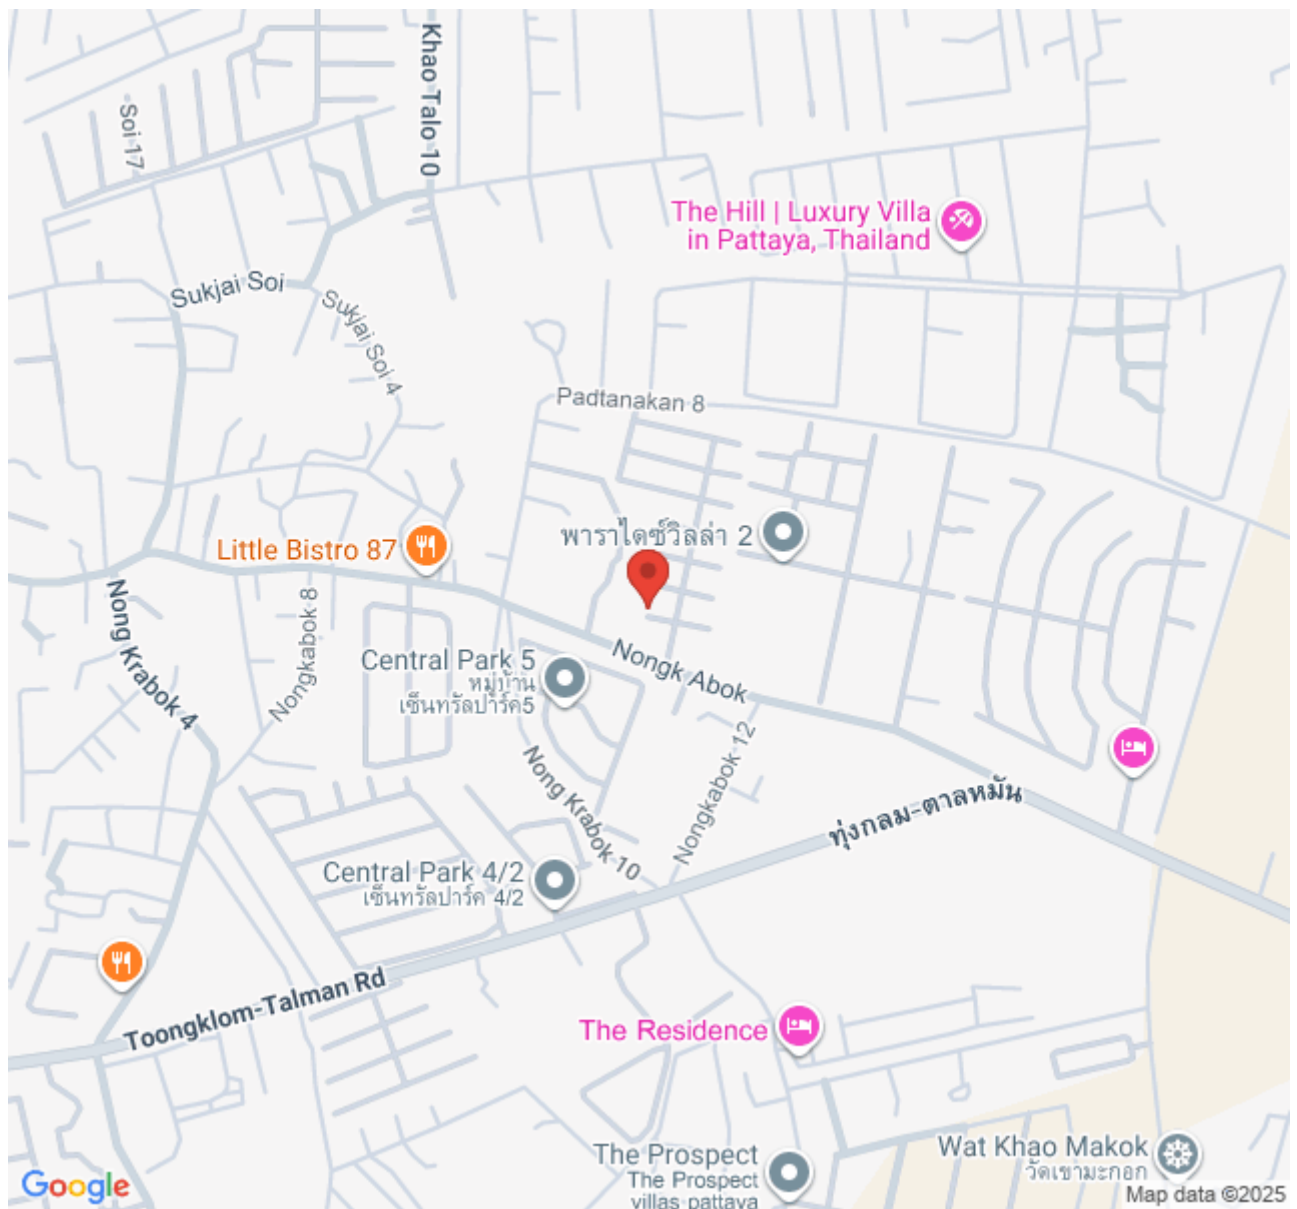 Khao Talo 10
Soi 17
The Hill | Luxury Villa
in Pattaya, Thailand
Sukjai Soi
Sukjai Soi 4
Padtanakan 8
พาราไดซ์วิลล่า 2
Little Bistro 87
Nong Krabok 4
Nongkabok 8
Central Park 5
หมู่บ้าน
เซ็นทรัลปาร์ค5
Nongk Abok
Nong Krabok 10
Nongkabok 12
ทุ่งกลม-ตาลหมัน
Central Park 4/2
เซ็นทรัลปาร์ค 4/2
Toongklom-Talman Rd
The Residence
The Prospect
The Prospect
villas pattaya
Wat Khao Makok
วัดเขามะกอก
Google
Map data ©2025